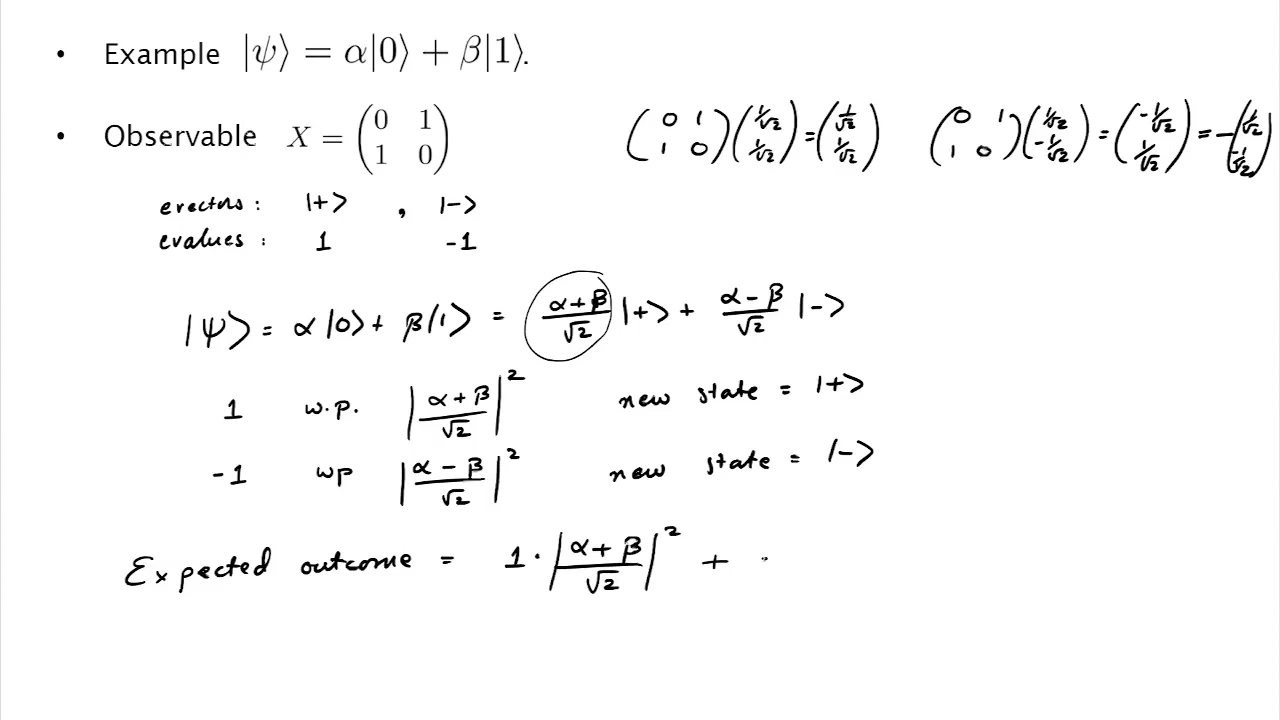 • Example |ψ⟩ = α|0⟩ + β|1⟩.
• Observable X = (0 1; 1 0)
(0 1; 1 0)(1/√2; 1/√2) = (1/√2; 1/√2)
(0 1; 1 0)(1/√2; -1/√2) = (-1/√2; 1/√2) = -(1/√2; -1/√2)
evectors : |+⟩ , |-⟩
evalues : 1 -1
|ψ⟩ = α|0⟩ + β|1⟩ = (α+β)/√2 |+⟩ + (α-β)/√2 |-⟩
1 w.p. |(α+β)/√2|² new state = |+⟩
-1 wp |(α-β)/√2|² new state = |-⟩
Expected outcome = 1 · |(α+β)/√2|² +